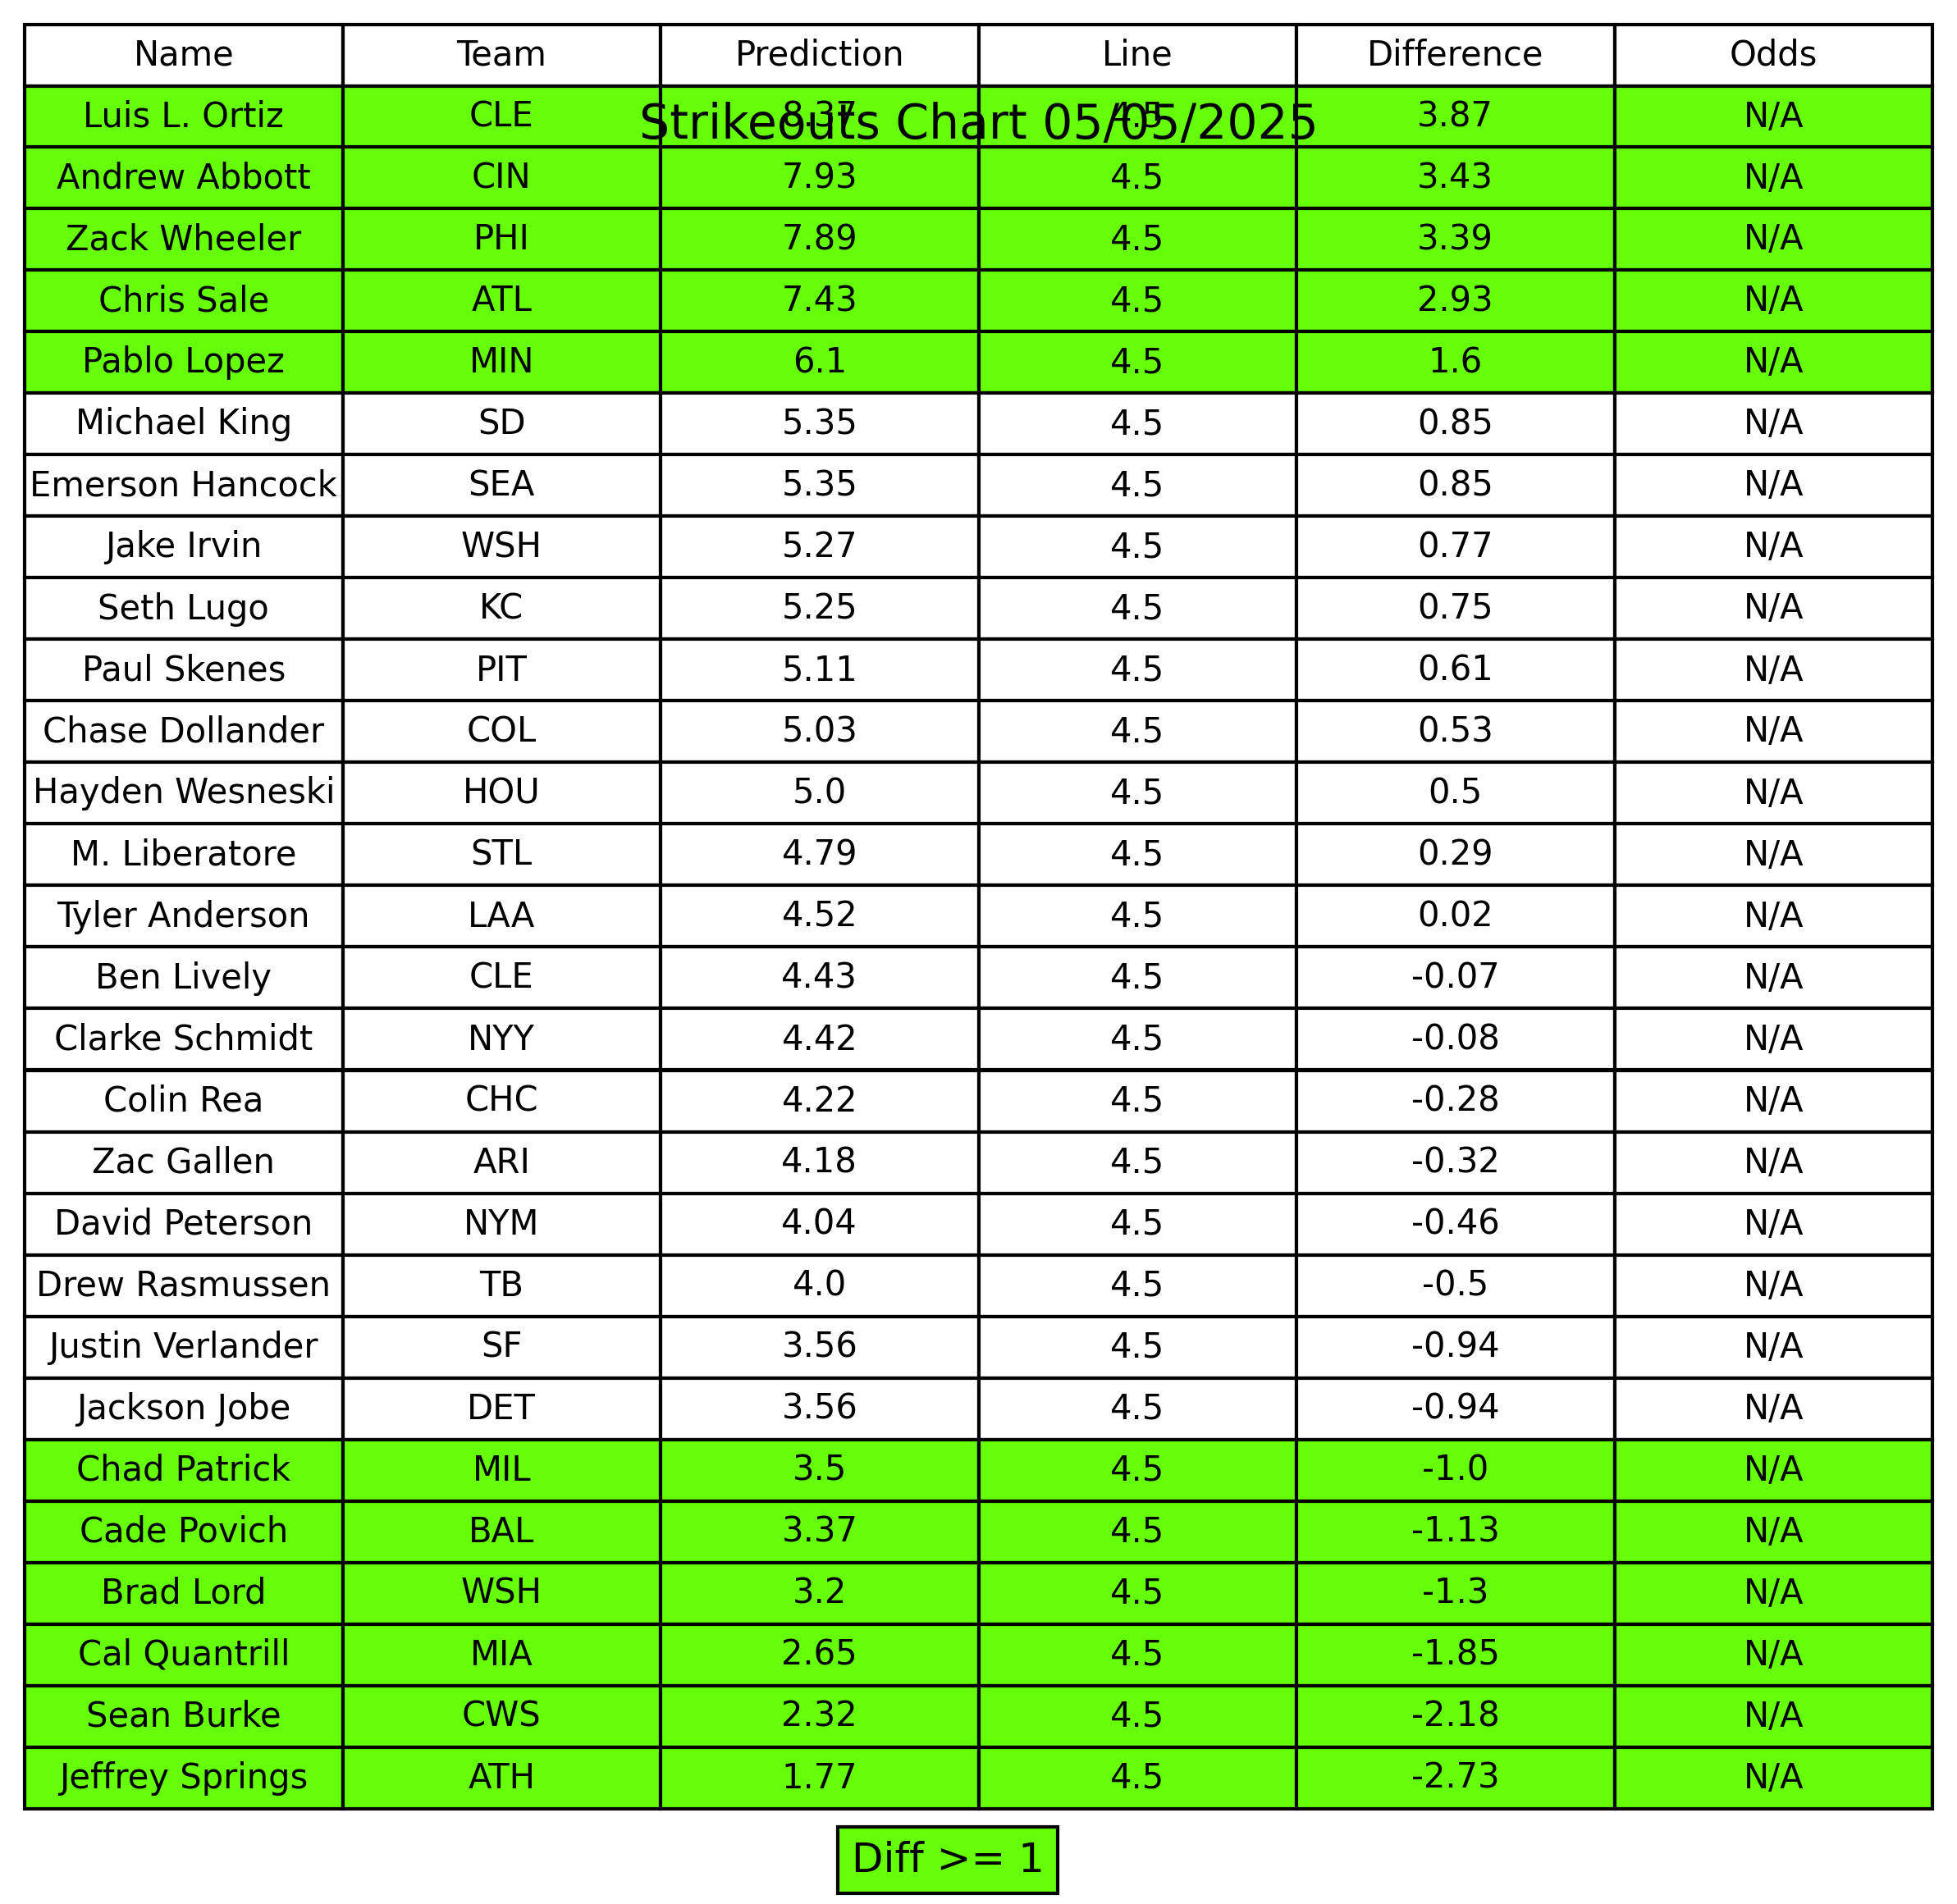 Name Team Prediction Line Difference Odds
Strikeouts Chart 05/05/2025
Luis L. Ortiz CLE 8.37 4.5 3.87 N/A
Andrew Abbott CIN 7.93 4.5 3.43 N/A
Zack Wheeler PHI 7.89 4.5 3.39 N/A
Chris Sale ATL 7.43 4.5 2.93 N/A
Pablo Lopez MIN 6.1 4.5 1.6 N/A
Michael King SD 5.35 4.5 0.85 N/A
Emerson Hancock SEA 5.35 4.5 0.85 N/A
Jake Irvin WSH 5.27 4.5 0.77 N/A
Seth Lugo KC 5.25 4.5 0.75 N/A
Paul Skenes PIT 5.11 4.5 0.61 N/A
Chase Dollander COL 5.03 4.5 0.53 N/A
Hayden Wesneski HOU 5.0 4.5 0.5 N/A
M. Liberatore STL 4.79 4.5 0.29 N/A
Tyler Anderson LAA 4.52 4.5 0.02 N/A
Ben Lively CLE 4.43 4.5 -0.07 N/A
Clarke Schmidt NYY 4.42 4.5 -0.08 N/A
Colin Rea CHC 4.22 4.5 -0.28 N/A
Zac Gallen ARI 4.18 4.5 -0.32 N/A
David Peterson NYM 4.04 4.5 -0.46 N/A
Drew Rasmussen TB 4.0 4.5 -0.5 N/A
Justin Verlander SF 3.56 4.5 -0.94 N/A
Jackson Jobe DET 3.56 4.5 -0.94 N/A
Chad Patrick MIL 3.5 4.5 -1.0 N/A
Cade Povich BAL 3.37 4.5 -1.13 N/A
Brad Lord WSH 3.2 4.5 -1.3 N/A
Cal Quantrill MIA 2.65 4.5 -1.85 N/A
Sean Burke CWS 2.32 4.5 -2.18 N/A
Jeffrey Springs ATH 1.77 4.5 -2.73 N/A
Diff >= 1